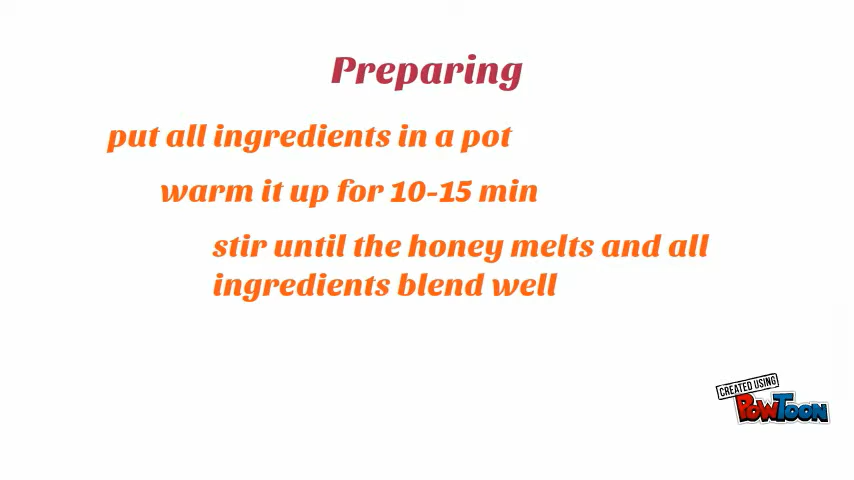 Preparing
put all ingredients in a pot
warm it up for 10-15 min
stir until the honey melts and all
ingredients blend well
CREATED USING
POWTOON